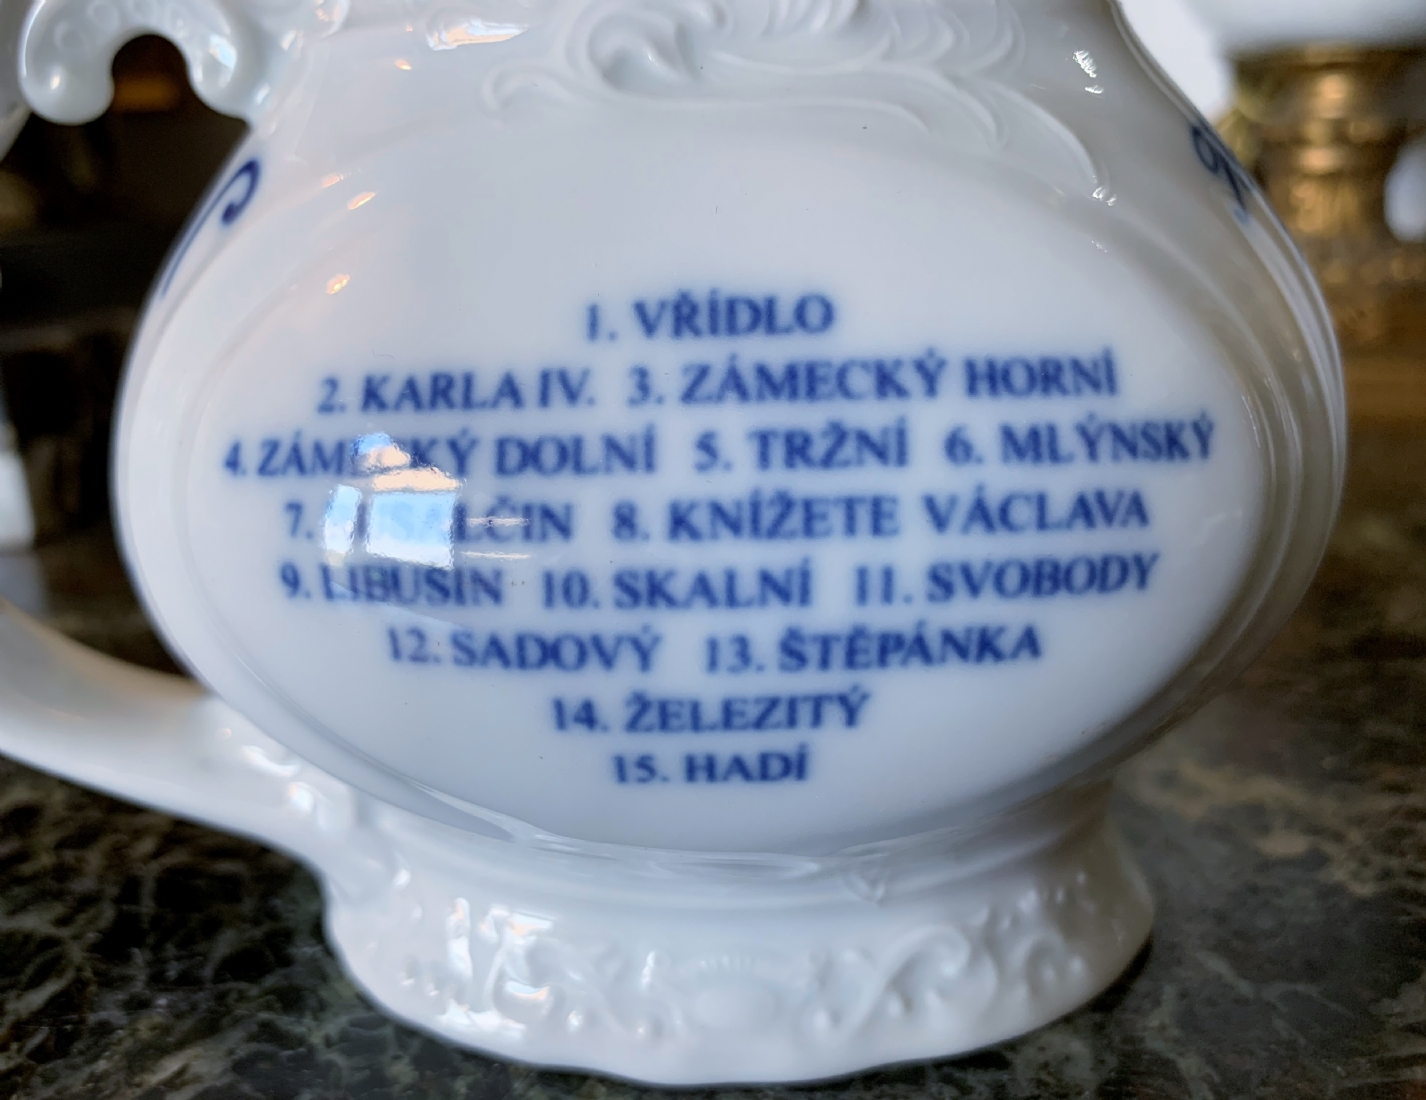 1. VŘÍDLO
2. KARLA IV. 3. ZÁMECKÝ HORNÍ
4. ZÁMECKÝ DOLNÍ 5. TRŽNÍ 6. MLÝNSKÝ
7. 8. KNÍŽETE VÁCLAVA
9. LIBUŠIN 10. SKALNÍ 11. SVOBODY
12. SADOVÝ 13. ŠTĚPÁNKA
14. ŽELEZITÝ
15. HADÍ